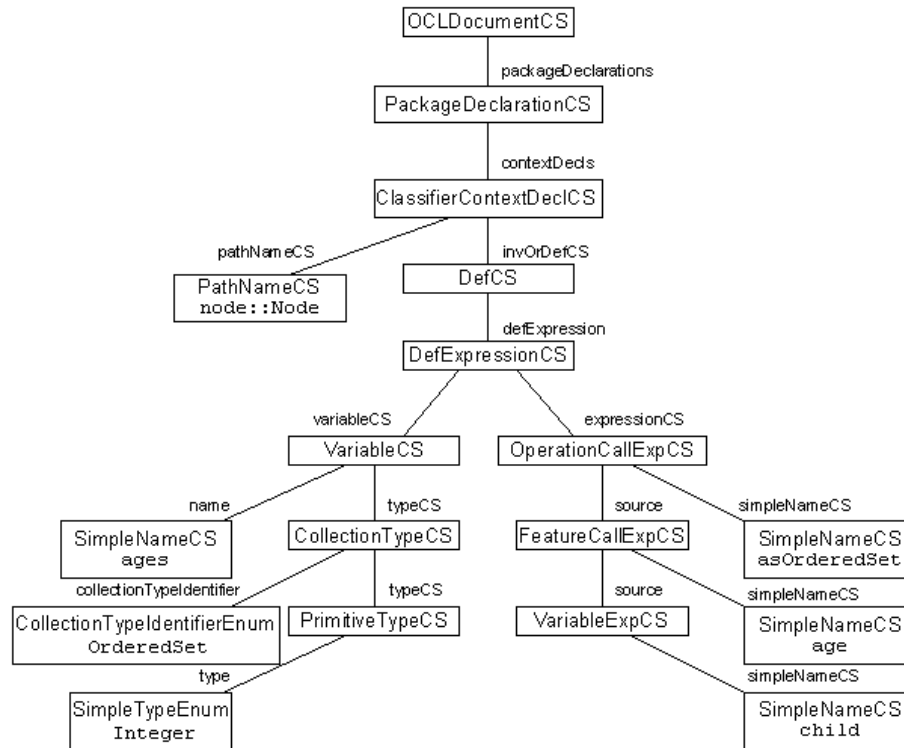 OCLDocumentCS
packageDeclarations
PackageDeclarationCS
contextDecls
ClassifierContextDeclCS
pathNameCS
invOrDefCS
PathNameCS
node::Node
DefCS
defExpression
DefExpressionCS
variableCS
expressionCS
VariableCS
OperationCallExpCS
name
typeCS
source
simpleNameCS
SimpleNameCS
ages
CollectionTypeCS
FeatureCallExpCS
SimpleNameCS
asOrderedSet
collectionTypeIdentifier
typeCS
source
simpleNameCS
CollectionTypeIdentifierEnum
OrderedSet
PrimitiveTypeCS
VariableExpCS
SimpleNameCS
age
type
simpleNameCS
SimpleTypeEnum
Integer
SimpleNameCS
child